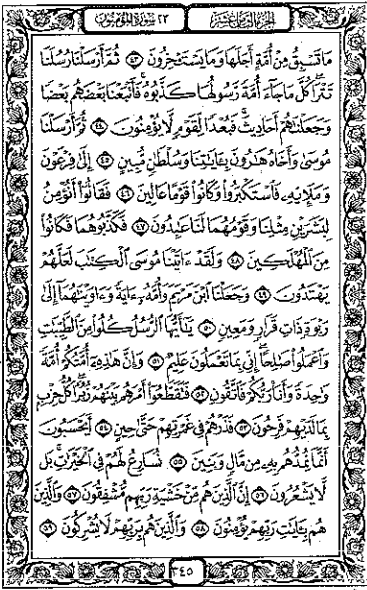 الجزء الثامن عشر ٢٣ سورة المؤمنون
مَا تَسْبِقُ مِنْ أُمَّةٍ أَجَلَهَا وَمَا يَسْتَـْٔخِرُونَ ٤٣ ثُمَّ أَرْسَلْنَا رُسُلَنَا
تَتْرَا كُلَّ مَا جَآءَ أُمَّةً رَّسُولُهَا كَذَّبُوهُ فَأَتْبَعْنَا بَعْضَهُم بَعْضًا
وَجَعَلْنَٰهُمْ أَحَادِيثَ فَبُعْدًا لِّقَوْمٍ لَّا يُؤْمِنُونَ ٤٤ ثُمَّ أَرْسَلْنَا
مُوسَىٰ وَأَخَاهُ هَٰرُونَ بِـَٔايَٰتِنَا وَسُلْطَٰنٍ مُّبِينٍ ٤٥ إِلَىٰ فِرْعَوْنَ
وَمَلَإِيْهِۦ فَٱسْتَكْبَرُوا۟ وَكَانُوا۟ قَوْمًا عَالِينَ ٤٦ فَقَالُوٓا۟ أَنُؤْمِنُ
لِبَشَرَيْنِ مِثْلِنَا وَقَوْمُهُمَا لَنَا عَٰبِدُونَ ٤٧ فَكَذَّبُوهُمَا فَكَانُوا۟
مِنَ ٱلْمُهْلَكِينَ ٤٨ وَلَقَدْ ءَاتَيْنَا مُوسَى ٱلْكِتَٰبَ لَعَلَّهُمْ
يَهْتَدُونَ ٤٩ وَجَعَلْنَا ٱبْنَ مَرْيَمَ وَأُمَّهُۥٓ ءَايَةً وَءَاوَيْنَٰهُمَآ إِلَىٰ
رَبْوَةٍ ذَاتِ قَرَارٍ وَمَعِينٍ ٥٠ يَٰٓأَيُّهَا ٱلرُّسُلُ كُلُوا۟ مِنَ ٱلطَّيِّبَٰتِ
وَٱعْمَلُوا۟ صَٰلِحًا إِنِّى بِمَا تَعْمَلُونَ عَلِيمٌ ٥١ وَإِنَّ هَٰذِهِۦٓ أُمَّتُكُمْ أُمَّةً
وَٰحِدَةً وَأَنَا۠ رَبُّكُمْ فَٱتَّقُونِ ٥٢ فَتَقَطَّعُوٓا۟ أَمْرَهُم بَيْنَهُمْ زُبُرًا كُلُّ حِزْبٍۭ
بِمَا لَدَيْهِمْ فَرِحُونَ ٥٣ فَذَرْهُمْ فِى غَمْرَتِهِمْ حَتَّىٰ حِينٍ ٥٤ أَيَحْسَبُونَ
أَنَّمَا نُمِدُّهُم بِهِۦ مِن مَّالٍ وَبَنِينَ ٥٥ نُسَارِعُ لَهُمْ فِى ٱلْخَيْرَٰتِ بَل
لَّا يَشْعُرُونَ ٥٦ إِنَّ ٱلَّذِينَ هُم مِّنْ خَشْيَةِ رَبِّهِم مُّشْفِقُونَ ٥٧ وَٱلَّذِينَ
هُم بِـَٔايَٰتِ رَبِّهِمْ يُؤْمِنُونَ ٥٨ وَٱلَّذِينَ هُم بِرَبِّهِمْ لَا يُشْرِكُونَ ٥٩
٣٤٥